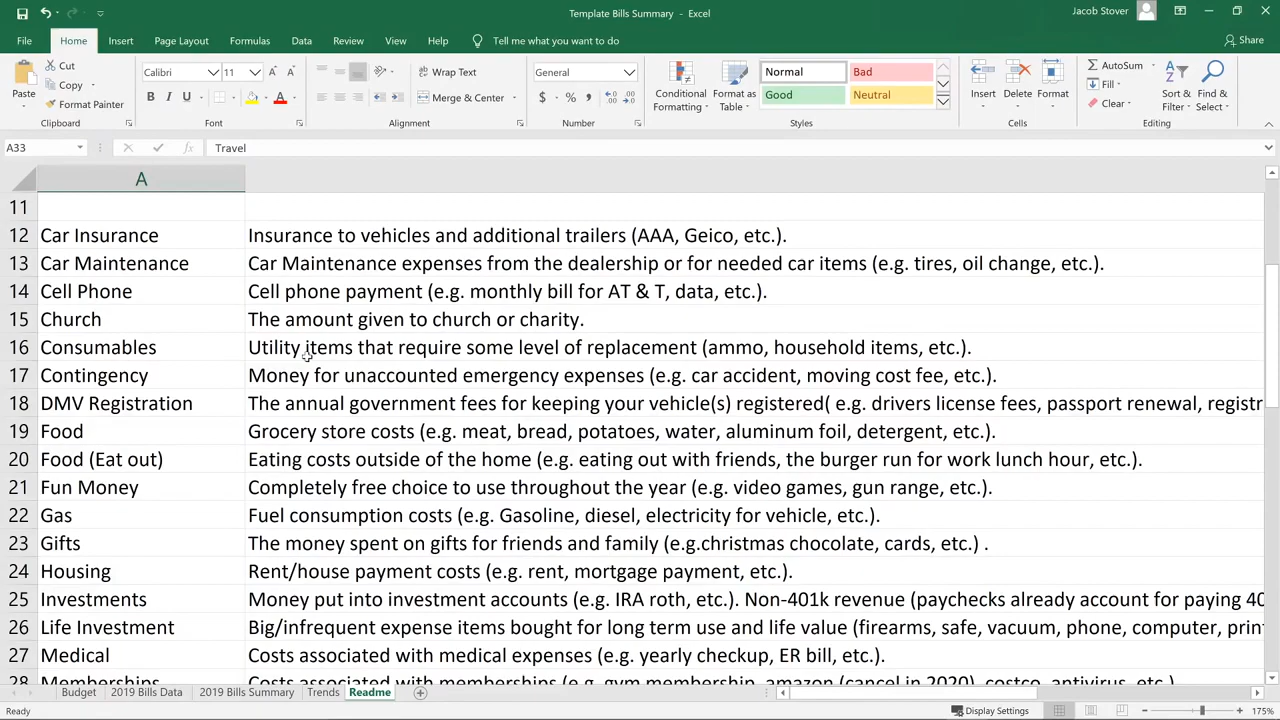 Template Bills Summary - Excel
Jacob Stover
File
Home
Insert
Page Layout
Formulas
Data
Review
View
Help
Tell me what you want to do
Share
Paste
Cut
Copy
Format Painter
Clipboard
Calibri
11
B I U
Font
Wrap Text
Merge & Center
Alignment
General
$ % ,
Number
Conditional Formatting
Format as Table
Normal
Bad
Good
Neutral
Styles
Insert
Delete
Format
Cells
AutoSum
Fill
Clear
Sort & Filter
Find & Select
Editing
A33
fx
Travel
A
11
12 Car Insurance Insurance to vehicles and additional trailers (AAA, Geico, etc.).
13 Car Maintenance Car Maintenance expenses from the dealership or for needed car items (e.g. tires, oil change, etc.).
14 Cell Phone Cell phone payment (e.g. monthly bill for AT & T, data, etc.).
15 Church The amount given to church or charity.
16 Consumables Utility items that require some level of replacement (ammo, household items, etc.).
17 Contingency Money for unaccounted emergency expenses (e.g. car accident, moving cost fee, etc.).
18 DMV Registration The annual government fees for keeping your vehicle(s) registered( e.g. drivers license fees, passport renewal, registr
19 Food Grocery store costs (e.g. meat, bread, potatoes, water, aluminum foil, detergent, etc.).
20 Food (Eat out) Eating costs outside of the home (e.g. eating out with friends, the burger run for work lunch hour, etc.).
21 Fun Money Completely free choice to use throughout the year (e.g. video games, gun range, etc.).
22 Gas Fuel consumption costs (e.g. Gasoline, diesel, electricity for vehicle, etc.).
23 Gifts The money spent on gifts for friends and family (e.g.christmas chocolate, cards, etc.) .
24 Housing Rent/house payment costs (e.g. rent, mortgage payment, etc.).
25 Investments Money put into investment accounts (e.g. IRA roth, etc.). Non-401k revenue (paychecks already account for paying 40
26 Life Investment Big/infrequent expense items bought for long term use and life value (firearms, safe, vacuum, phone, computer, prin
27 Medical Costs associated with medical expenses (e.g. yearly checkup, ER bill, etc.).
28 Memberships Costs associated with memberships (e.g. gym membership, amazon (cancel in 2020), costco, antivirus, etc.)
Budget
2019 Bills Data
2019 Bills Summary
Trends
Readme
Ready
Display Settings
175%